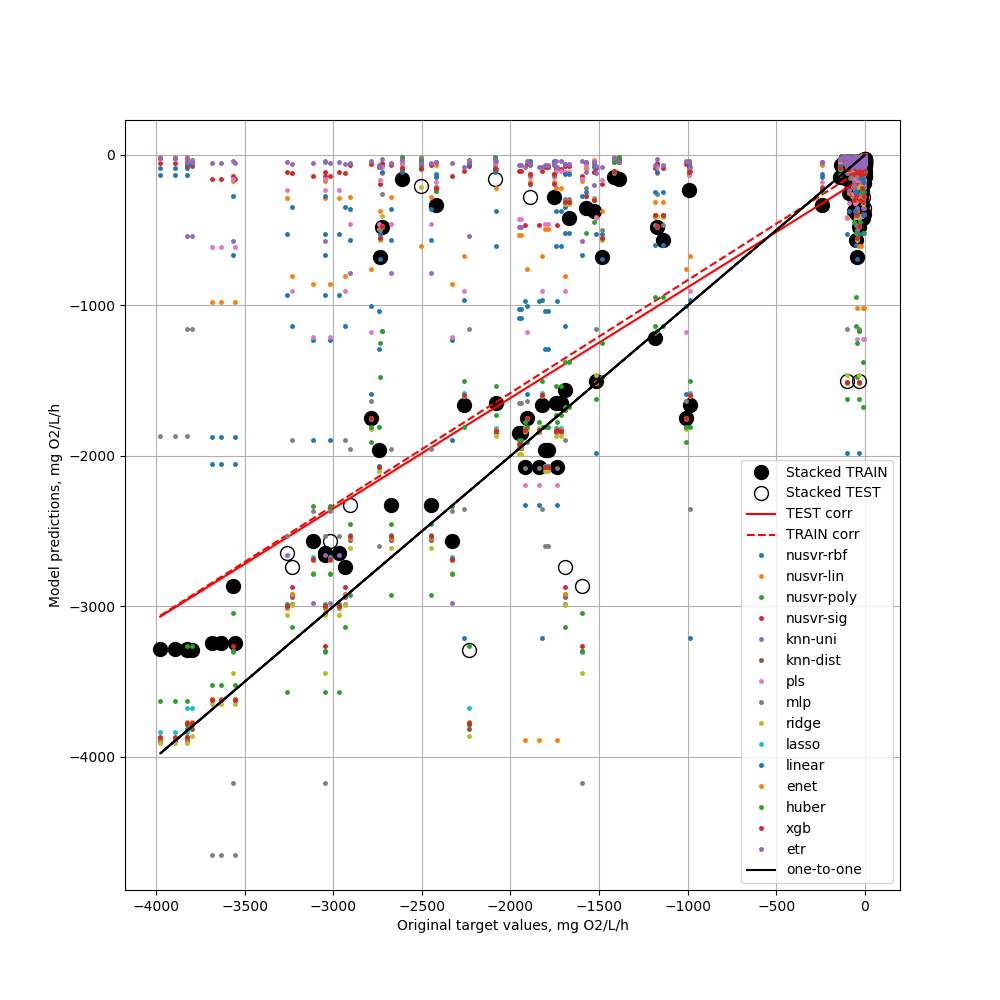 0
−1000
−2000
−3000
−4000
Model predictions, mg O2/L/h
−4000 −3500 −3000 −2500 −2000 −1500 −1000 −500 0
Original target values, mg O2/L/h
Stacked TRAIN
Stacked TEST
TEST corr
TRAIN corr
nusvr-rbf
nusvr-lin
nusvr-poly
nusvr-sig
knn-uni
knn-dist
pls
mlp
ridge
lasso
linear
enet
huber
xgb
etr
one-to-one